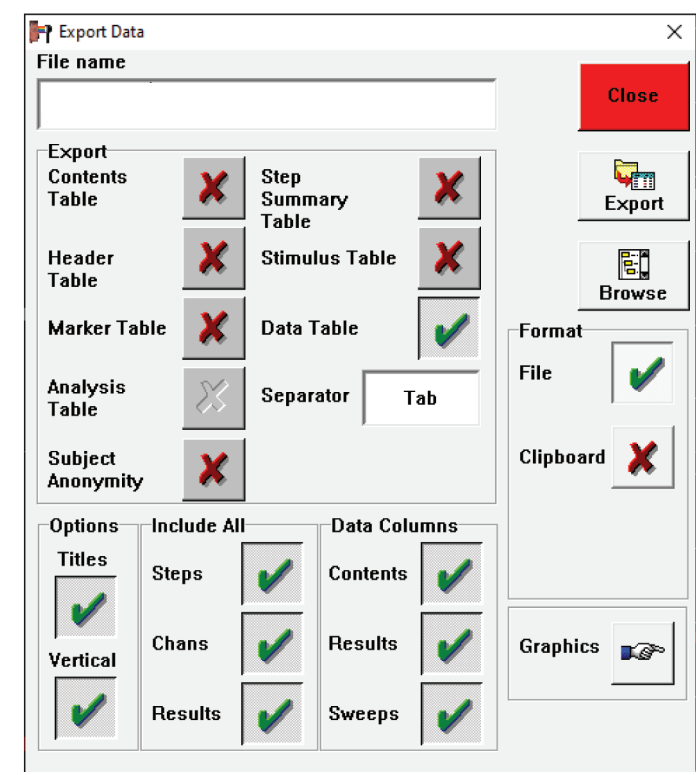 Export Data
File name
Close
Export
Contents
Table
Step
Summary
Table
Export
Header
Table
Stimulus Table
Browse
Marker Table
Data Table
Format
File
Analysis
Table
Separator
Tab
Clipboard
Subject
Anonymity
Options
Include All
Data Columns
Titles
Steps
Contents
Vertical
Chans
Results
Graphics
Results
Sweeps